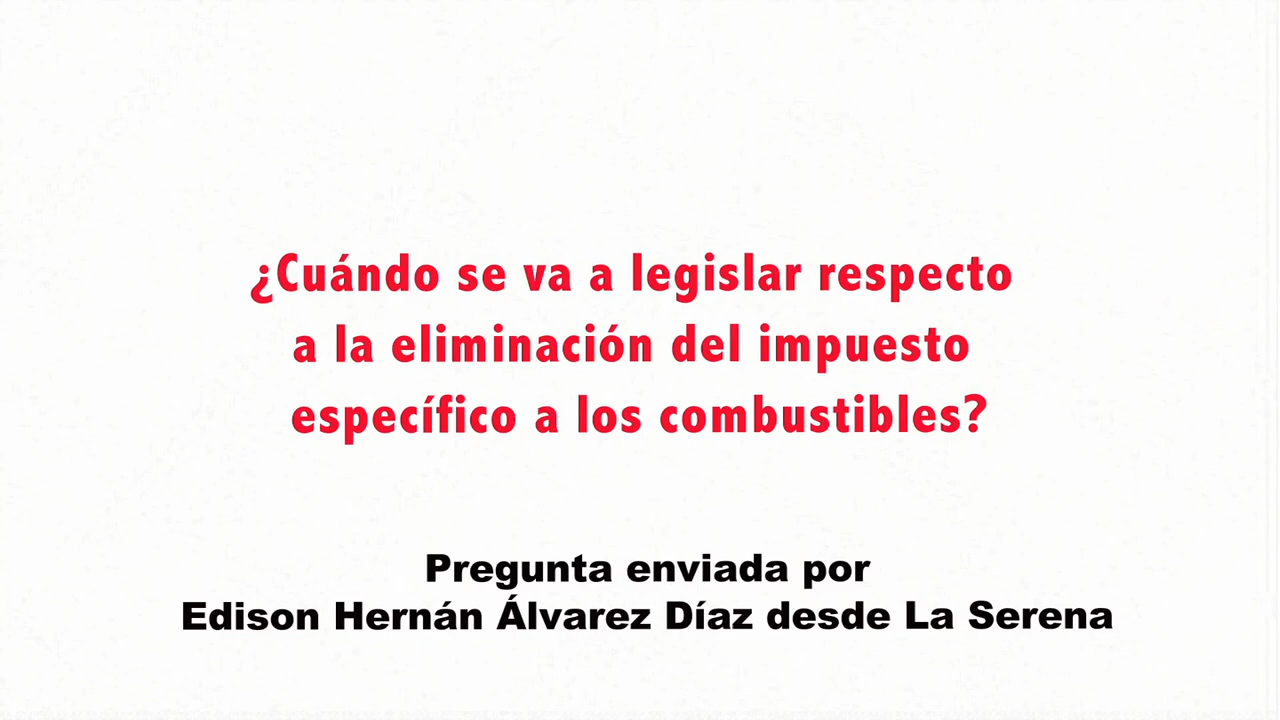 ¿Cuándo se va a legislar respecto
a la eliminación del impuesto
específico a los combustibles?
Pregunta enviada por
Edison Hernán Álvarez Díaz desde La Serena